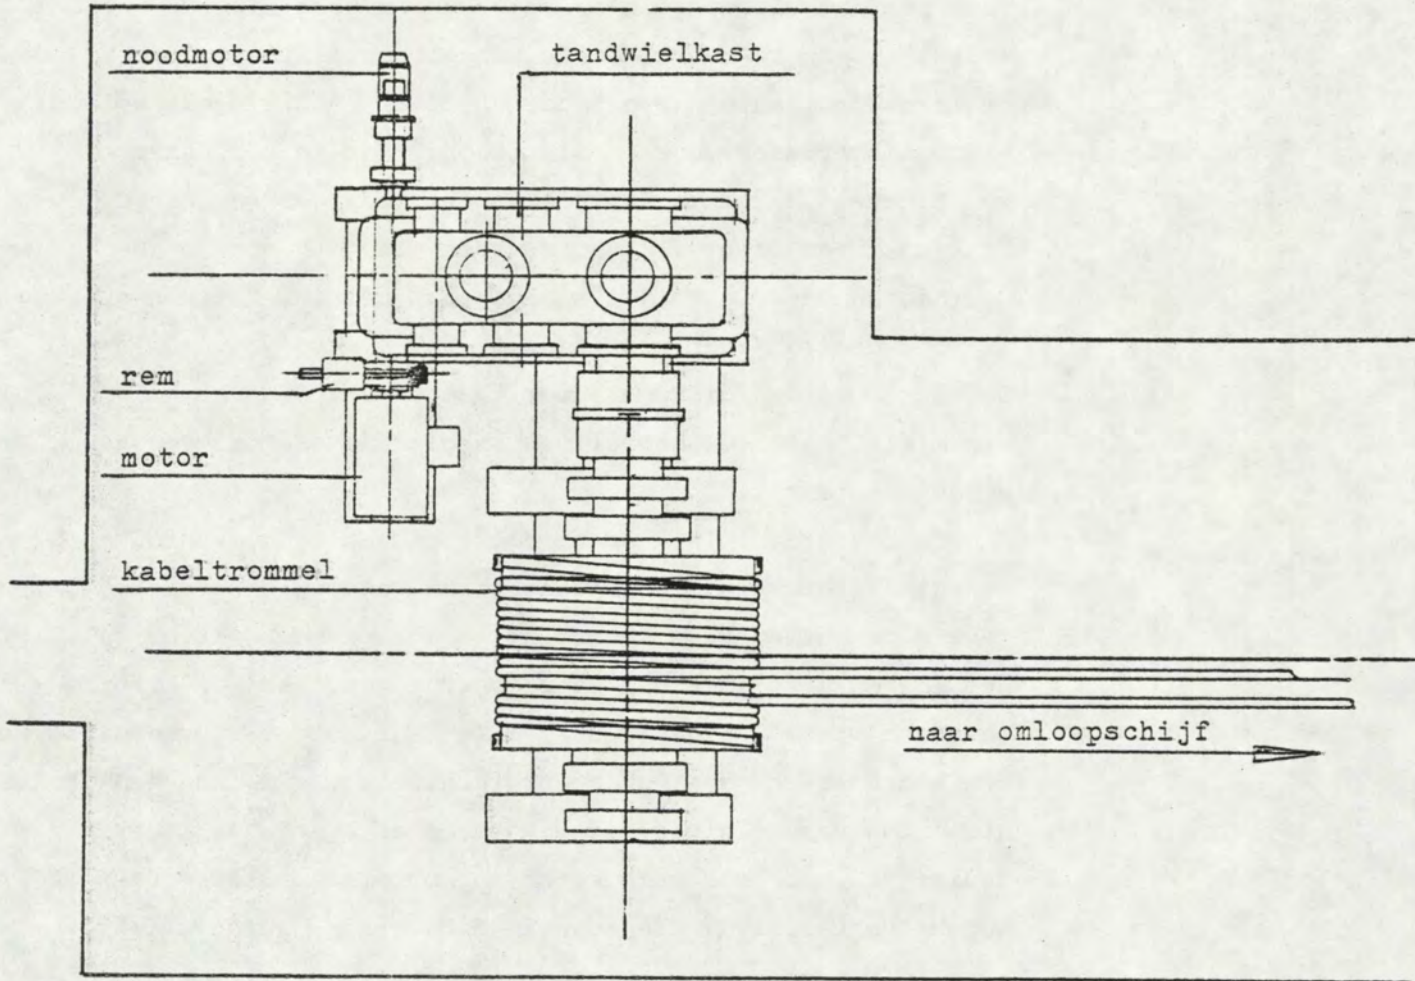 noodmotor
tandwielkast
rem
motor
kabeltrommel
naar omloopschijf